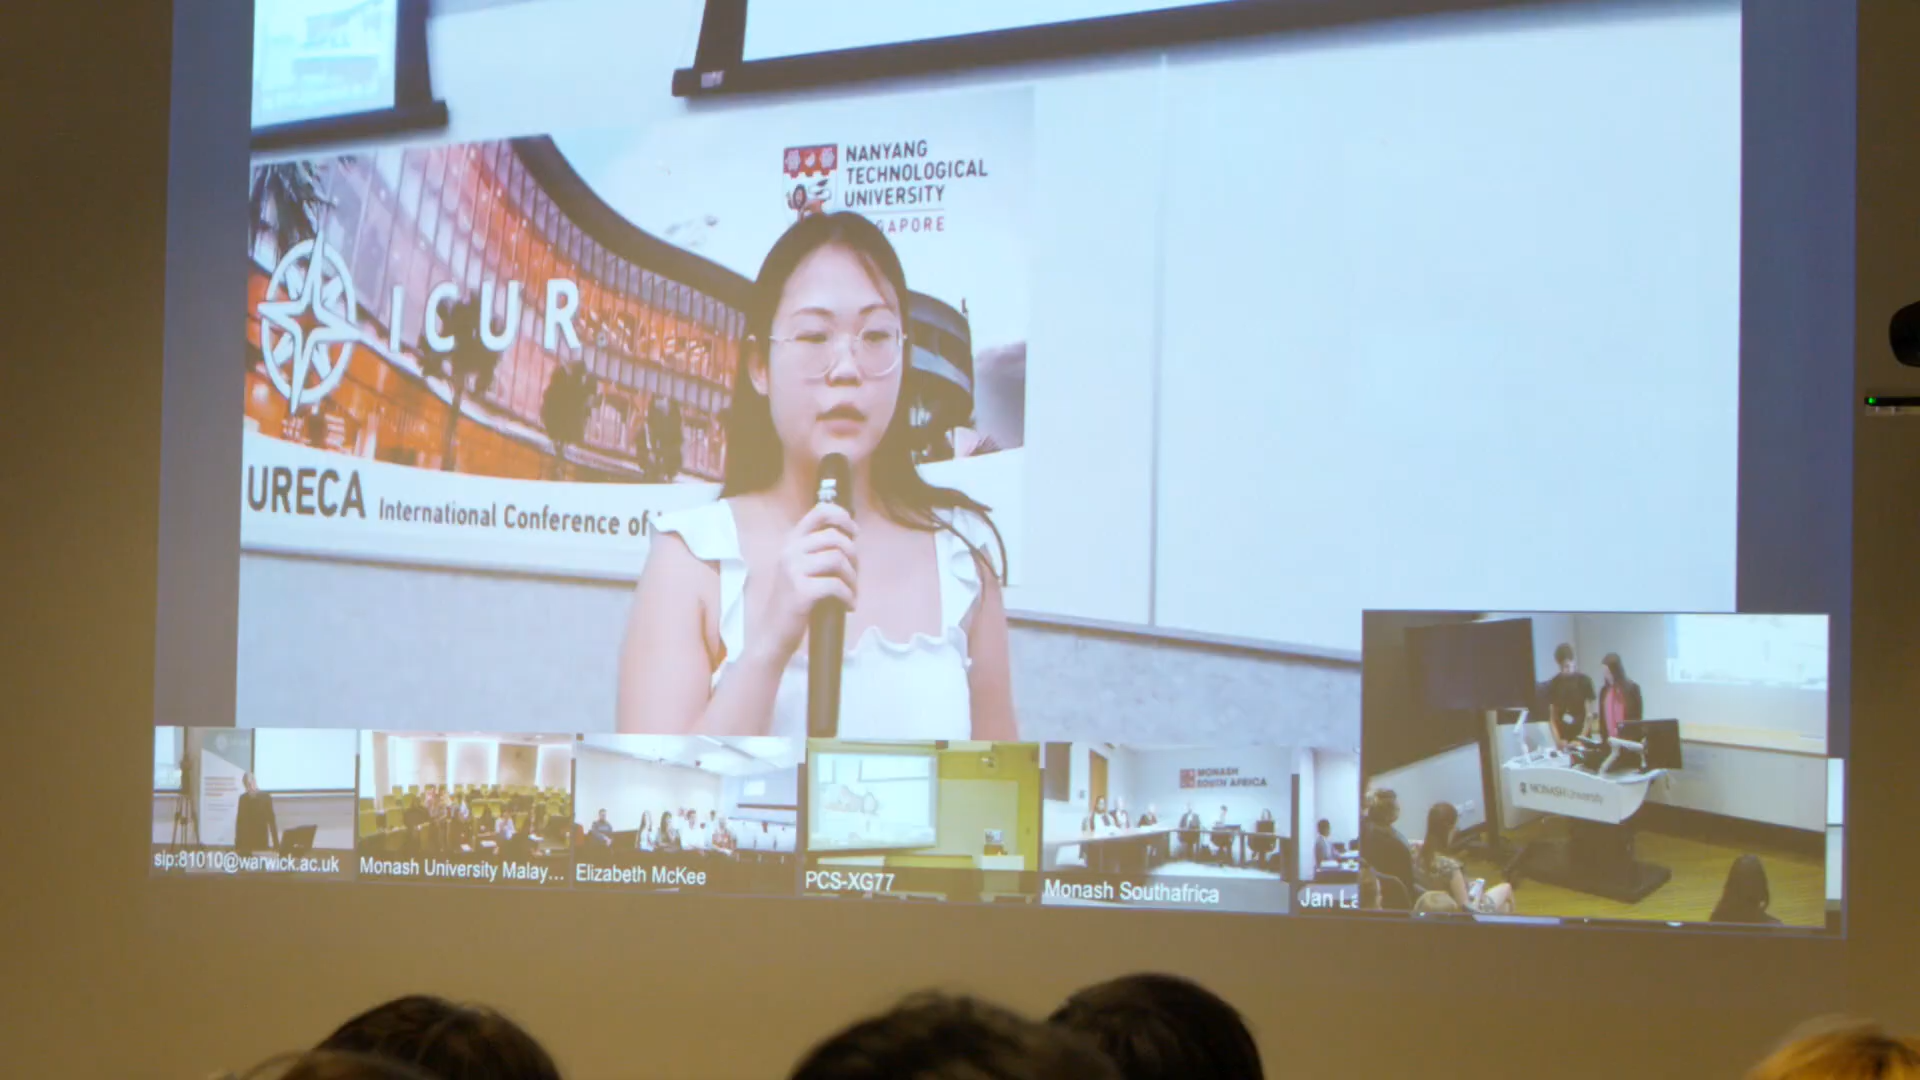 NANYANG
TECHNOLOGICAL
UNIVERSITY
GAPORE
ICUR
URECA International Conference of
MONASH
SOUTH AFRICA
MONASH University
sip:81010@warwick.ac.uk
Monash University Malay...
Elizabeth McKee
PCS-XG77
Monash Southafrica
Jan La